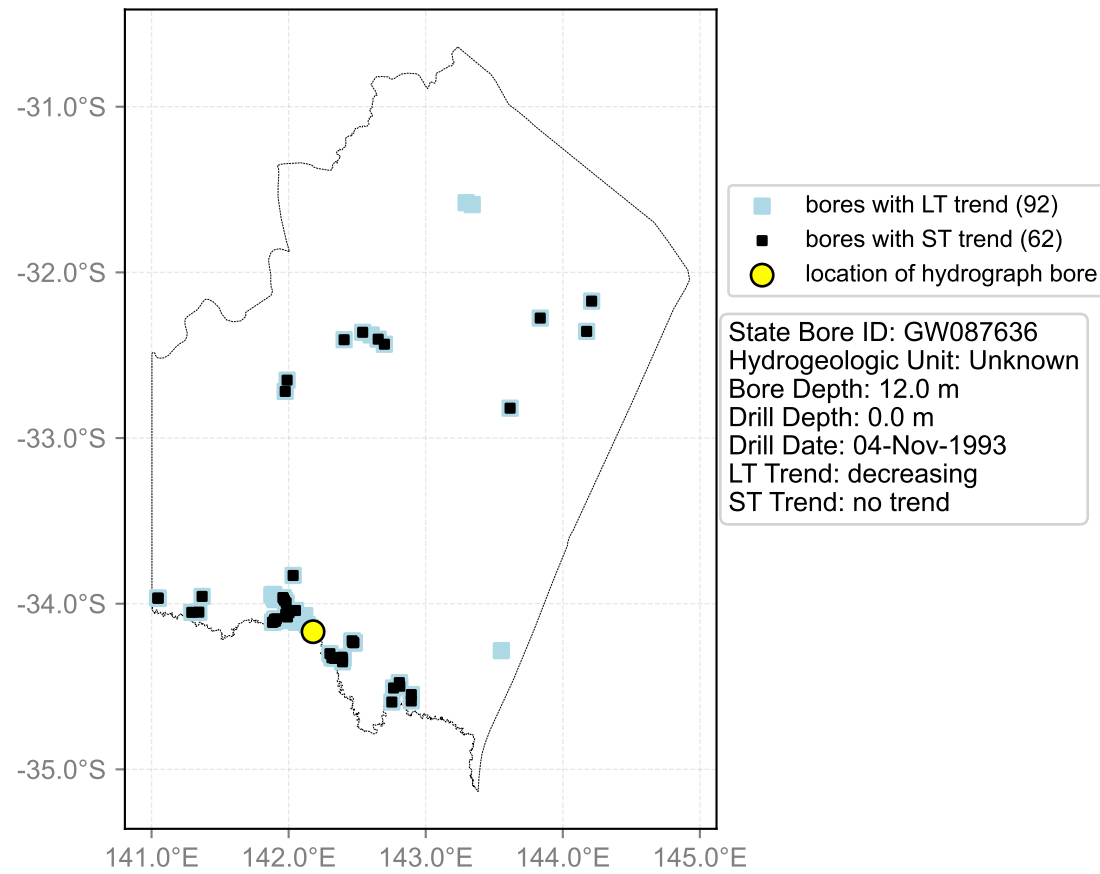 -31.0°S
-32.0°S
-33.0°S
-34.0°S
-35.0°S
141.0°E 142.0°E 143.0°E 144.0°E 145.0°E
bores with LT trend (92)
bores with ST trend (62)
location of hydrograph bore
State Bore ID: GW087636
Hydrogeologic Unit: Unknown
Bore Depth: 12.0 m
Drill Depth: 0.0 m
Drill Date: 04-Nov-1993
LT Trend: decreasing
ST Trend: no trend